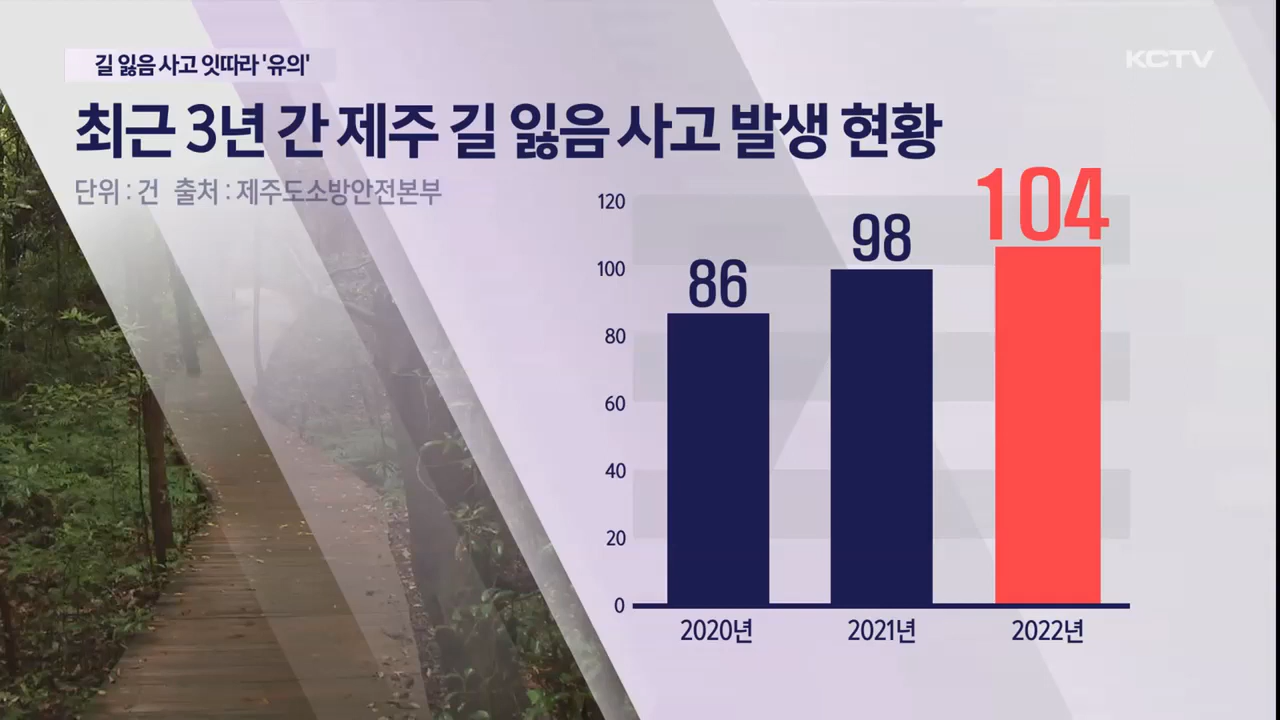 길 잃음 사고 잇따라 '유의'
KCTV
최근 3년 간 제주 길 잃음 사고 발생 현황
단위 : 건 출처 : 제주도소방안전본부
120
100
80
60
40
20
0
86
98
104
2020년
2021년
2022년